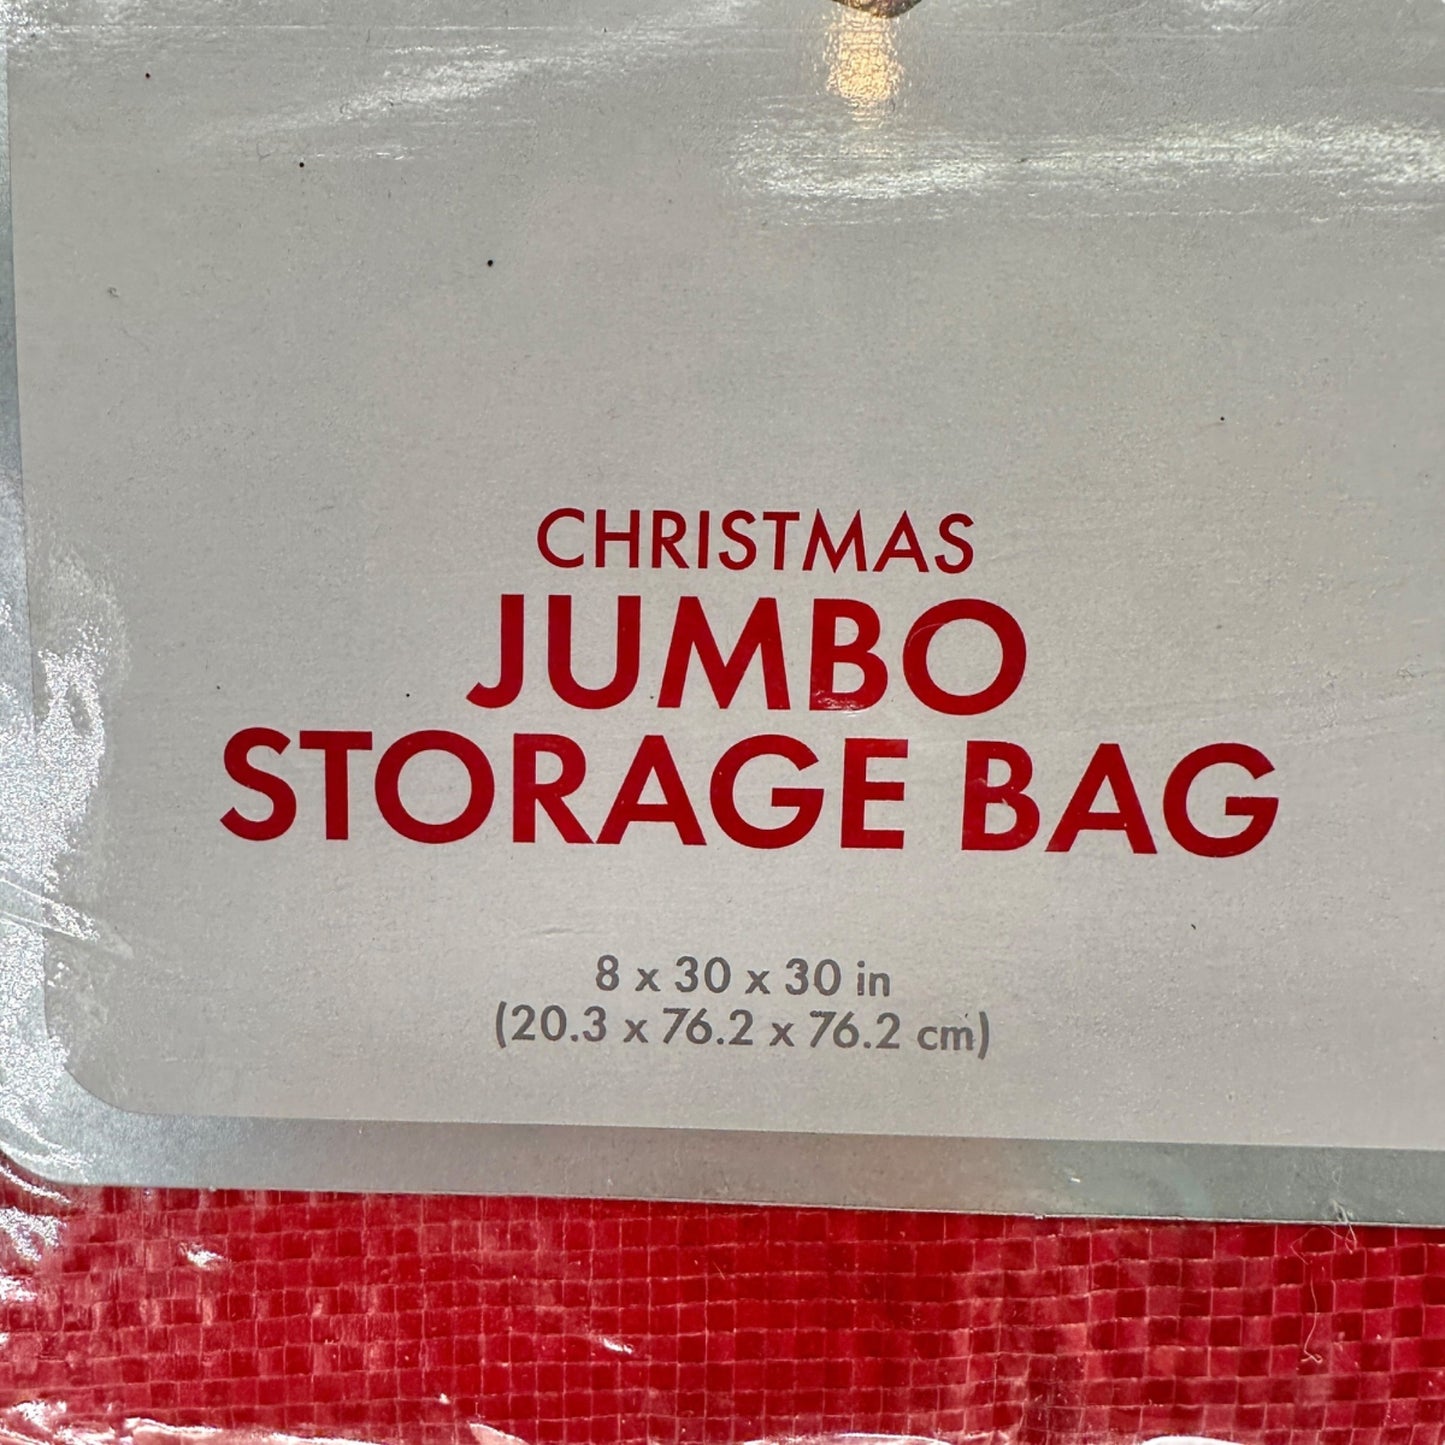 CHRISTMAS
JUMBO
STORAGE BAG
8 x 30 x 30 in
(20.3 x 76.2 x 76.2 cm)